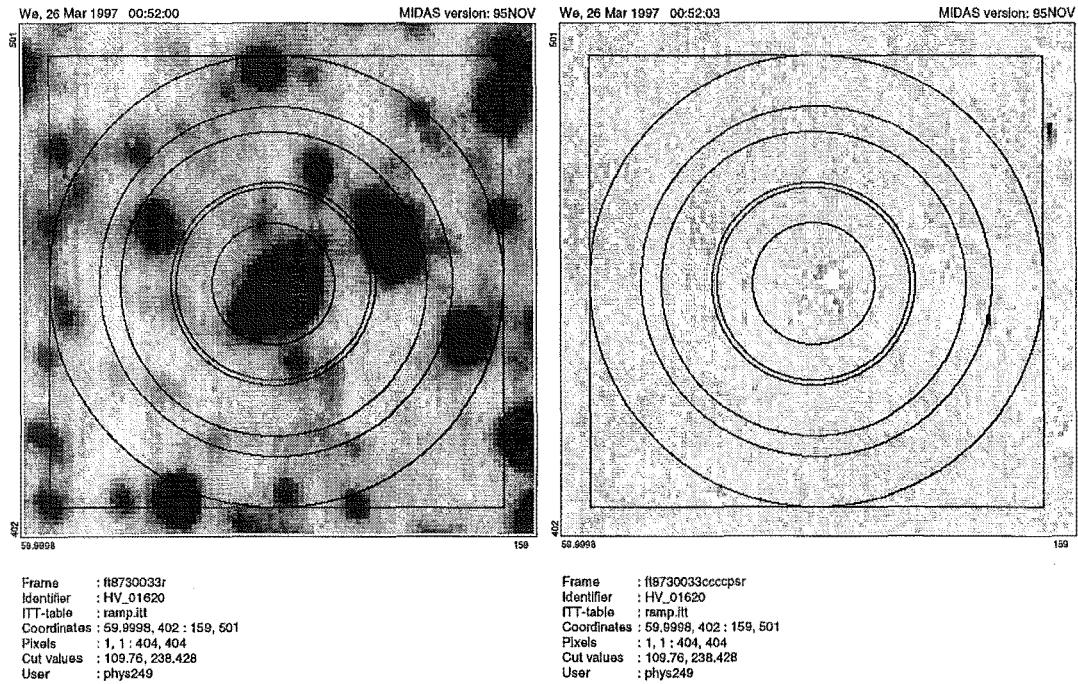 We, 26 Mar 1997 00:52:00 MIDAS version: 95NOV
501
402
59.9998 159
Frame : ft8730033r
Identifier : HV_01620
ITT-table : ramp.itt
Coordinates : 59.9998, 402 : 159, 501
Pixels : 1, 1 : 404, 404
Cut values : 109.76, 238.428
User : phys249
We, 26 Mar 1997 00:52:03 MIDAS version: 95NOV
501
402
59.9998 159
Frame : ft8730033ccccpsr
Identifier : HV_01620
ITT-table : ramp.itt
Coordinates : 59.9998, 402 : 159, 501
Pixels : 1, 1 : 404, 404
Cut values : 109.76, 238.428
User : phys249